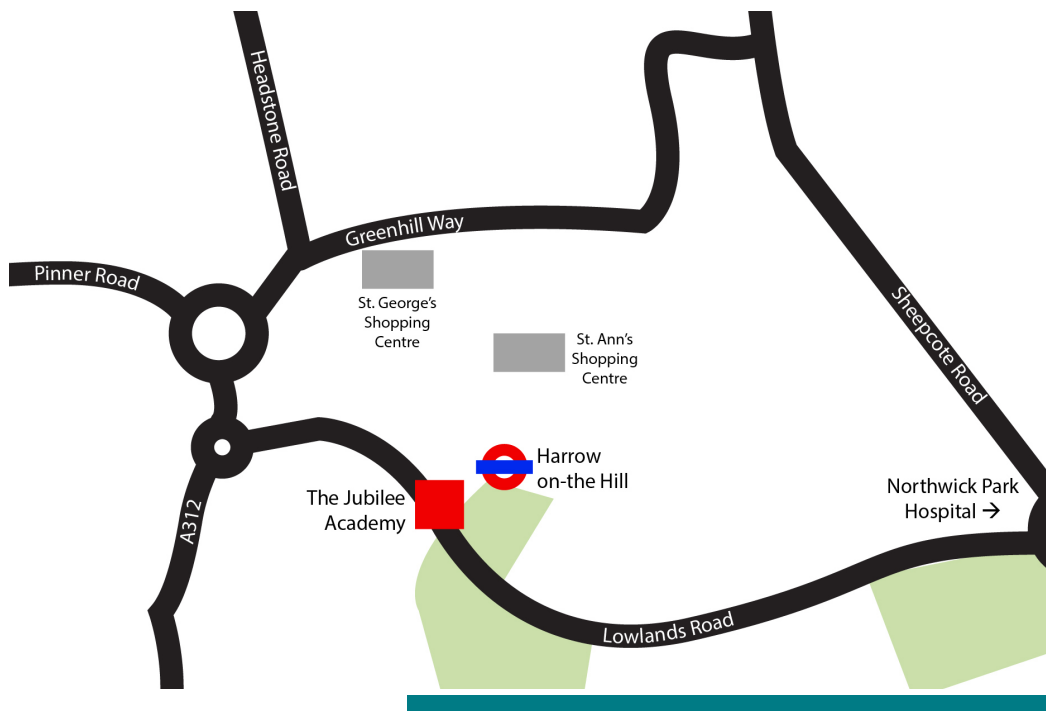 Headstone Road
Greenhill Way
Pinner Road
St. George's
Shopping
Centre
St. Ann's
Shopping
Centre
Sheepcote Road
Harrow
on-the Hill
The Jubilee
Academy
Northwick Park
Hospital →
A312
Lowlands Road